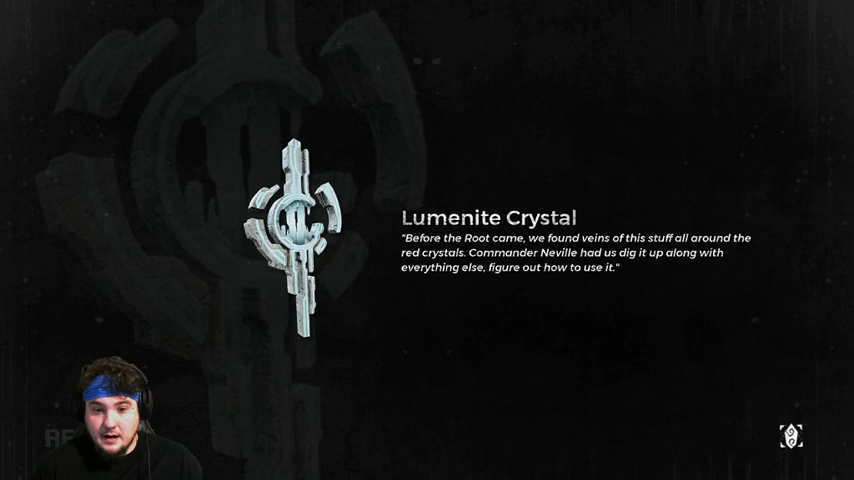 Lumenite Crystal
"Before the Root came, we found veins of this stuff all around the
red crystals. Commander Neville had us dig it up along with
everything else, figure out how to use it."
RE